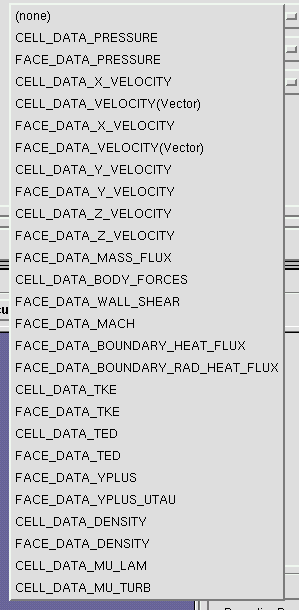 (none)
CELL_DATA_PRESSURE
FACE_DATA_PRESSURE
CELL_DATA_X_VELOCITY
CELL_DATA_VELOCITY(Vector)
FACE_DATA_X_VELOCITY
FACE_DATA_VELOCITY(Vector)
CELL_DATA_Y_VELOCITY
FACE_DATA_Y_VELOCITY
CELL_DATA_Z_VELOCITY
FACE_DATA_Z_VELOCITY
FACE_DATA_MASS_FLUX
CELL_DATA_BODY_FORCES
FACE_DATA_WALL_SHEAR
FACE_DATA_MACH
FACE_DATA_BOUNDARY_HEAT_FLUX
FACE_DATA_BOUNDARY_RAD_HEAT_FLUX
CELL_DATA_TKE
FACE_DATA_TKE
CELL_DATA_TED
FACE_DATA_TED
FACE_DATA_YPLUS
FACE_DATA_YPLUS_UTAU
CELL_DATA_DENSITY
FACE_DATA_DENSITY
CELL_DATA_MU_LAM
CELL_DATA_MU_TURB